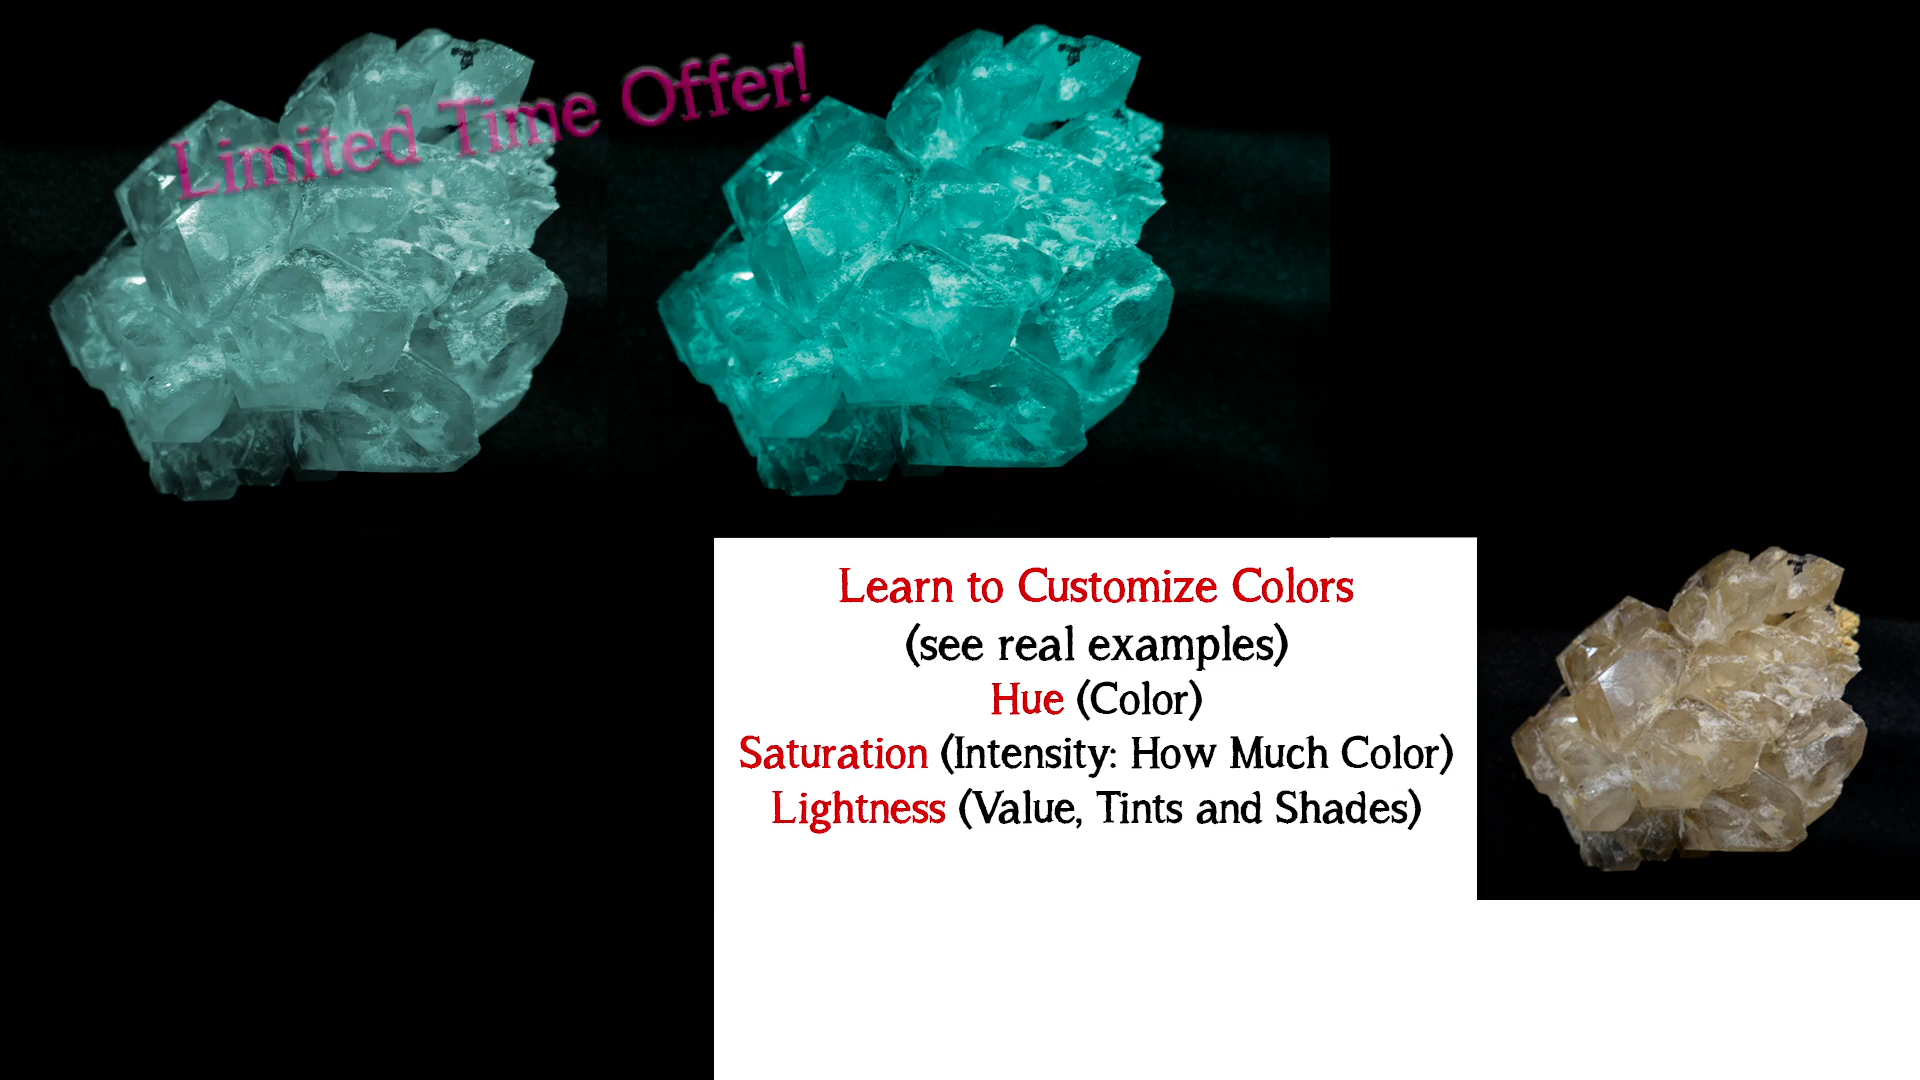 Limited Time Offer!
Learn to Customize Colors
(see real examples)
Hue (Color)
Saturation (Intensity: How Much Color)
Lightness (Value, Tints and Shades)